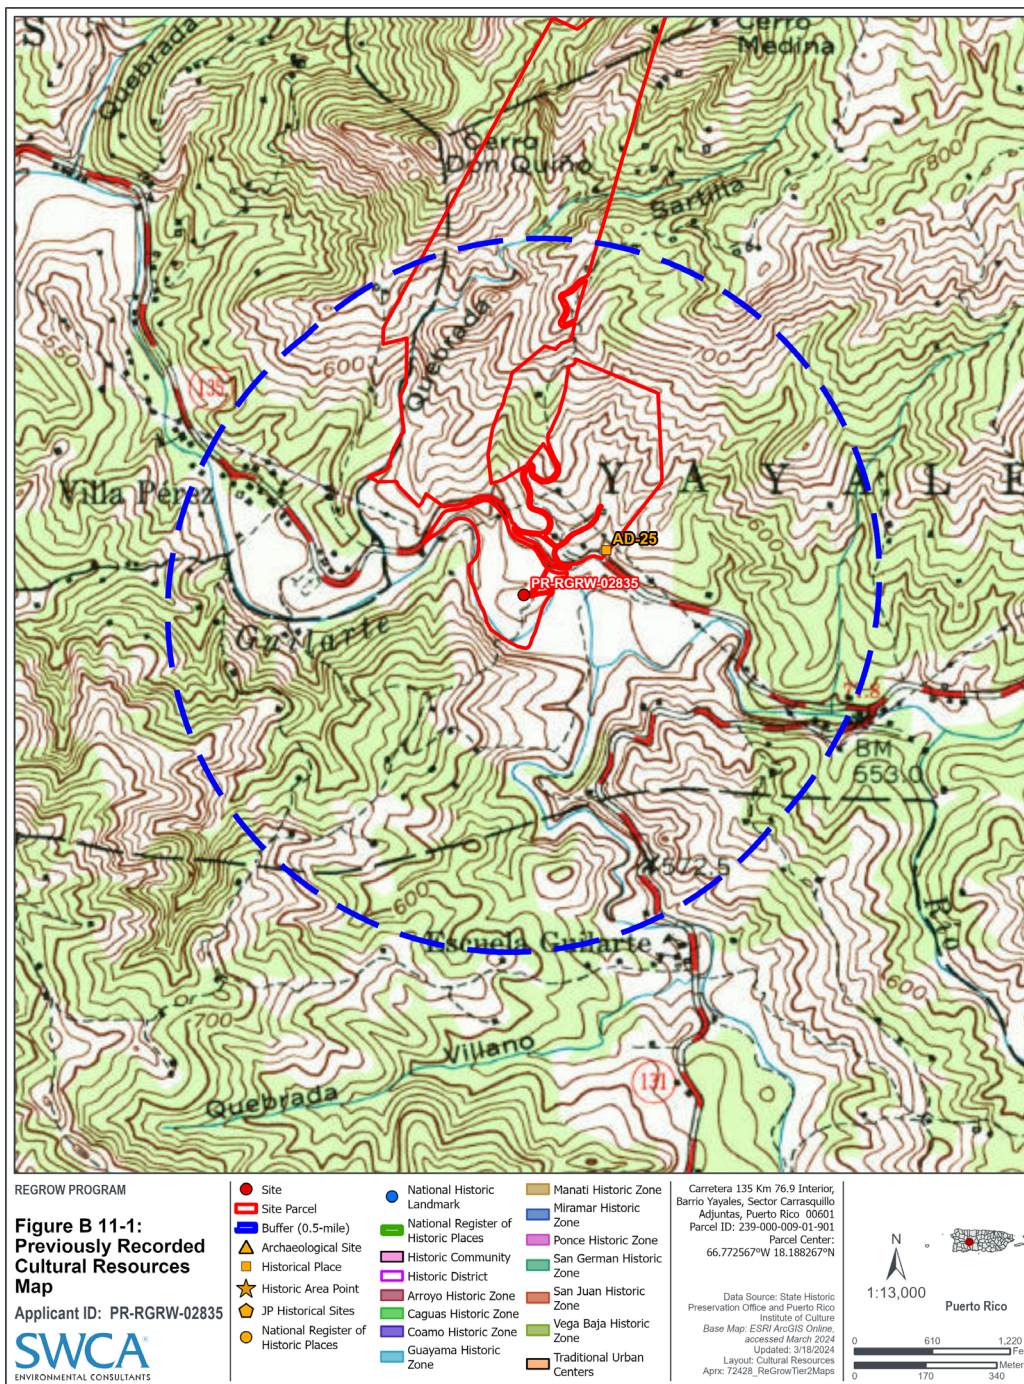 S
Quebrada
Cerro
Medina
Cerro
Don Quiño
Sartilla
800
650
600
700
135
Quebrada
Villa Pérez
Y A Y A L E
AD-25
PR-RGRW-02835
Guilarte
77.8
BM
553.0
572.5
600
Escuela Guilarte
Río
600
700
Villano
Quebrada
131
REGROW PROGRAM
Figure B 11-1:
Previously Recorded
Cultural Resources
Map
Applicant ID: PR-RGRW-02835
SWCA
ENVIRONMENTAL CONSULTANTS
Site
Site Parcel
Buffer (0.5-mile)
Archaeological Site
Historical Place
Historic Area Point
JP Historical Sites
National Register of
Historic Places
National Historic
Landmark
National Register of
Historic Places
Historic Community
Historic District
Arroyo Historic Zone
Caguas Historic Zone
Coamo Historic Zone
Guayama Historic
Zone
Manati Historic Zone
Miramar Historic
Zone
Ponce Historic Zone
San German Historic
Zone
San Juan Historic
Zone
Vega Baja Historic
Zone
Traditional Urban
Centers
Carretera 135 Km 76.9 Interior,
Barrio Yayales, Sector Carrasquillo
Adjuntas, Puerto Rico 00601
Parcel ID: 239-000-009-01-901
Parcel Center:
66.772567°W 18.188267°N
Data Source: State Historic
Preservation Office and Puerto Rico
Institute of Culture
Base Map: ESRI ArcGIS Online,
accessed March 2024
Updated: 3/18/2024
Layout: Cultural Resources
Aprx: 72428_ReGrowTier2Maps
N
1:13,000
Puerto Rico
0 610 1,220
Fe
Meter
0 170 340